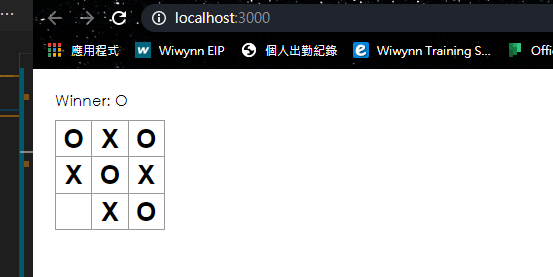 localhost:3000
應用程式 Wiwynn EIP 個人出勤紀錄 Wiwynn Training S... Offi
Winner: O
O X O
X O X
X O